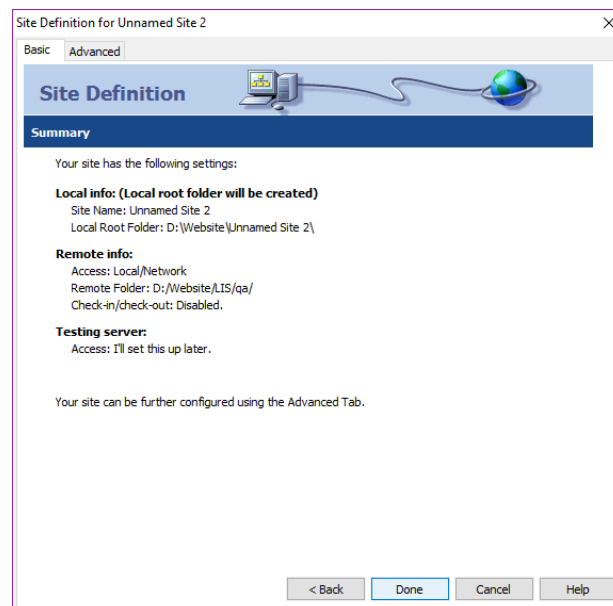 Site Definition for Unnamed Site 2
Basic Advanced
Site Definition
Summary
Your site has the following settings:
Local info: (Local root folder will be created)
Site Name: Unnamed Site 2
Local Root Folder: D:\Website\Unnamed Site 2\
Remote info:
Access: Local/Network
Remote Folder: D:/Website/LIS/qa/
Check-in/check-out: Disabled.
Testing server:
Access: I'll set this up later.
Your site can be further configured using the Advanced Tab.
< Back Done Cancel Help